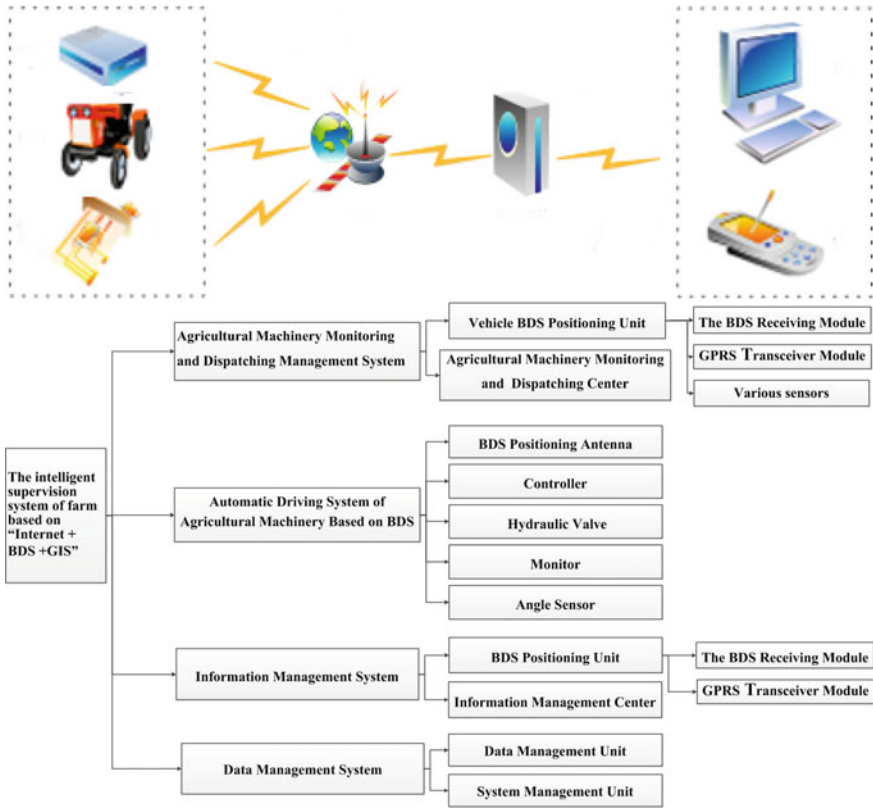 Agricultural Machinery Monitoring
and Dispatching Management System
Vehicle BDS Positioning Unit
The BDS Receiving Module
GPRS Transceiver Module
Various sensors
Agricultural Machinery Monitoring
and Dispatching Center
The intelligent
supervision
system of farm
based on
“Internet +
BDS +GIS”
Automatic Driving System of
Agricultural Machinery Based on BDS
BDS Positioning Antenna
Controller
Hydraulic Valve
Monitor
Angle Sensor
Information Management System
BDS Positioning Unit
The BDS Receiving Module
GPRS Transceiver Module
Information Management Center
Data Management System
Data Management Unit
System Management Unit